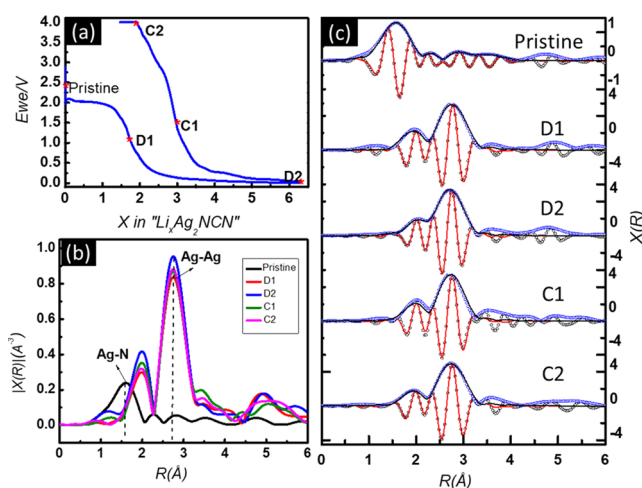 (a)
4.0
3.5
3.0
2.5
2.0
1.5
1.0
0.5
0.0
Ewe/V
C2
Pristine
D1
C1
D2
0 1 2 3 4 5 6
X in "LiₓAg₂NCN"
(b)
1.0
0.8
0.6
0.4
0.2
0.0
|X(R)|(A⁻³)
Ag-Ag
Ag-N
Pristine
D1
D2
C1
C2
0 1 2 3 4 5 6
R(Å)
(c)
Pristine
D1
D2
C1
C2
1
0
4
0
-4
4
0
-4
4
0
-4
4
0
-4
X(R)
0 1 2 3 4 5 6
R(Å)